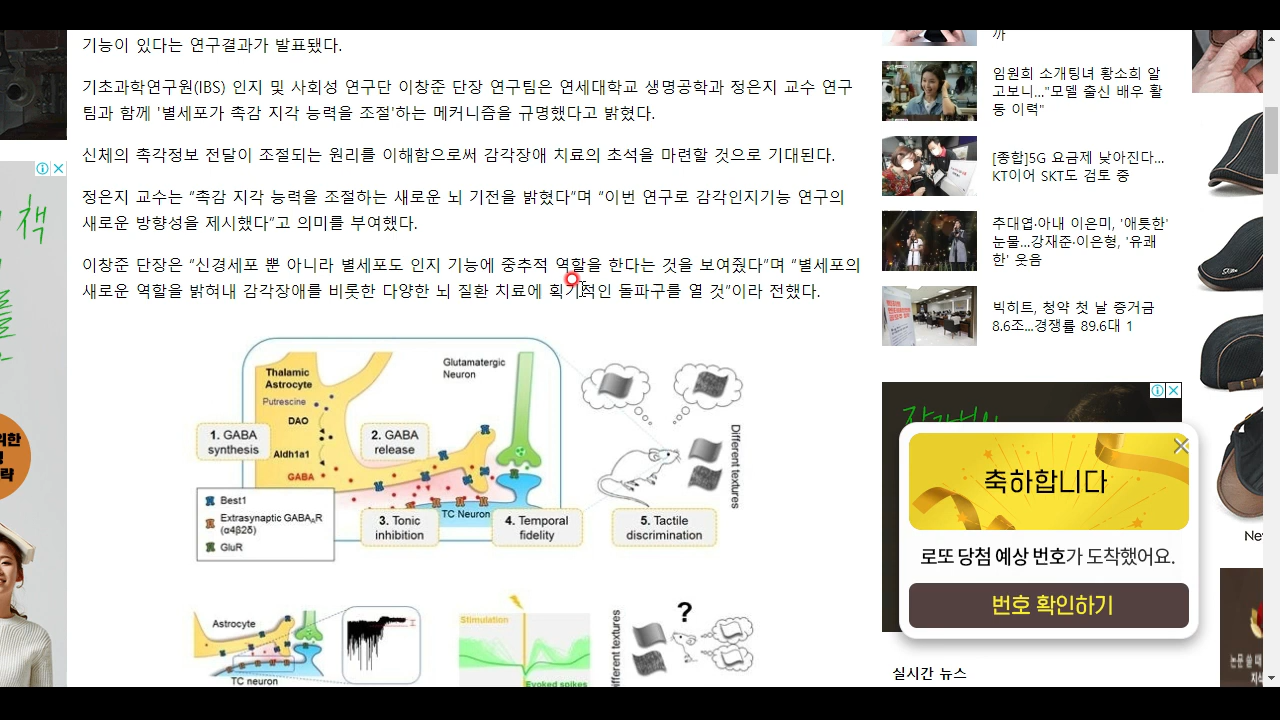 기능이 있다는 연구결과가 발표됐다.
기초과학연구원(IBS) 인지 및 사회성 연구단 이창준 단장 연구팀은 연세대학교 생명공학과 정은지 교수 연구
팀과 함께 '별세포가 촉감 지각 능력을 조절'하는 메커니즘을 규명했다고 밝혔다.
신체의 촉각정보 전달이 조절되는 원리를 이해함으로써 감각장애 치료의 초석을 마련할 것으로 기대된다.
정은지 교수는 “촉감 지각 능력을 조절하는 새로운 뇌 기전을 밝혔다”며 “이번 연구로 감각인지기능 연구의
새로운 방향성을 제시했다”고 의미를 부여했다.
이창준 단장은 “신경세포 뿐 아니라 별세포도 인지 기능에 중추적 역할을 한다는 것을 보여줬다”며 “별세포의
새로운 역할을 밝혀내 감각장애를 비롯한 다양한 뇌 질환 치료에 획기적인 돌파구를 열 것”이라 전했다.
Thalamic
Astrocyte
Putrescine
DAO
Aldh1a1
GABA
Glutamatergic
Neuron
1. GABA
synthesis
2. GABA
release
TC Neuron
3. Tonic
inhibition
4. Temporal
fidelity
5. Tactile
discrimination
Different textures
Best1
Extrasynaptic GABAAR
(α4β2δ)
GluR
Astrocyte
TC neuron
Stimulation
Evoked spikes
Different textures
?
까
임원희 소개팅녀 황소희 알
고보니..."모델 출신 배우 활
동 이력"
[종합]5G 요금제 낮아진다...
KT이어 SKT도 검토 중
추대엽·아내 이은미, '애틋한'
눈물...강재준·이은형, '유쾌
한' 웃음
빅히트, 청약 첫 날 증거금
8.6조...경쟁률 89.6대 1
축하합니다
로또 당첨 예상 번호가 도착했어요.
번호 확인하기
실시간 뉴스
책
위한
략
논문 쓸 때